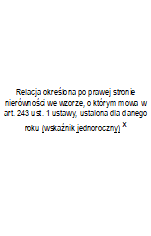 Relacja określona po prawej stronie
nierówności we wzorze, o którym mowa w
art. 243 ust. 1 ustawy, ustalona dla danego
roku (wskaźnik jednoroczny) x